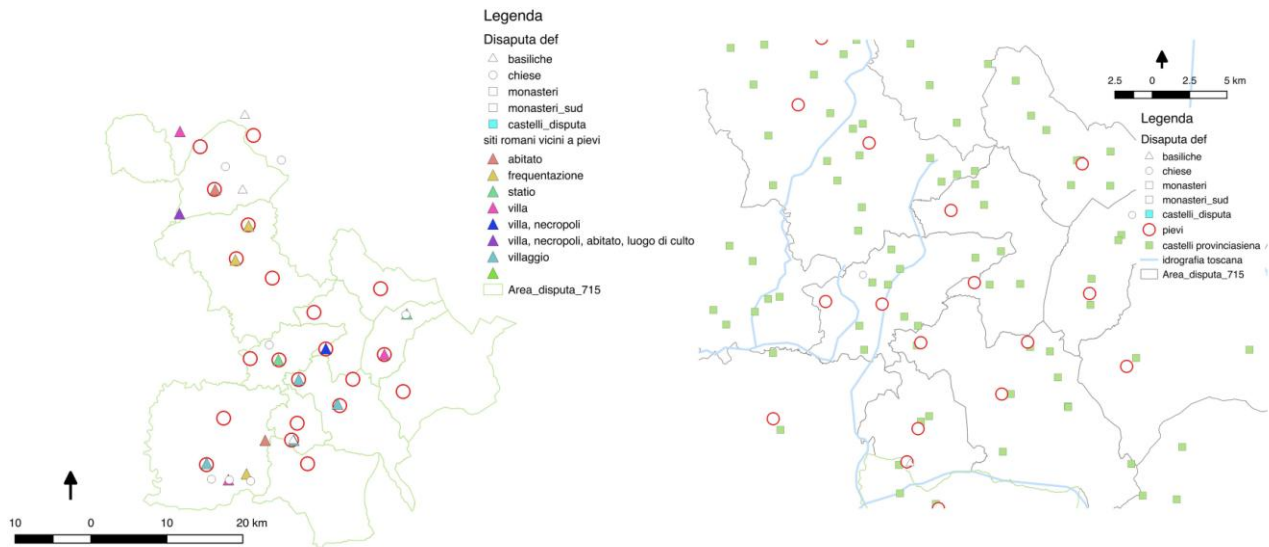 Legenda
Disaputa def
basiliche
chiese
monasteri
monasteri_sud
castelli_disputa
siti romani vicini a pievi
abitato
frequentazione
statio
villa
villa, necropoli
villa, necropoli, abitato, luogo di culto
villaggio
Area_disputa_715
10 0 10 20 km
2.5 0 2.5 5 km
Legenda
Disaputa def
basiliche
chiese
monasteri
monasteri_sud
castelli_disputa
pievi
castelli provinciasiena
idrografia toscana
Area_disputa_715